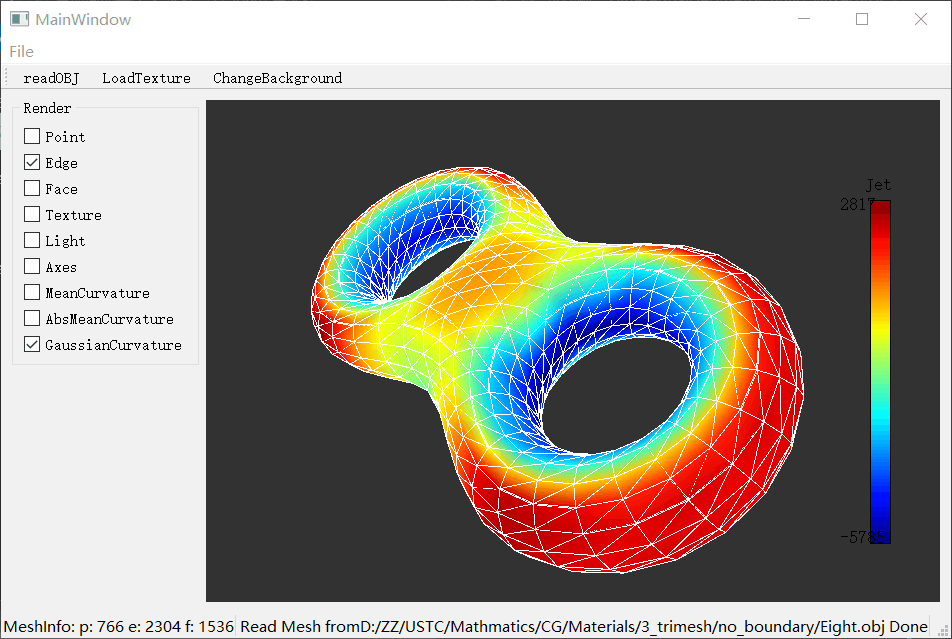 MainWindow
File
readOBJ LoadTexture ChangeBackground
Render
Point
Edge
Face
Texture
Light
Axes
MeanCurvature
AbsMeanCurvature
GaussianCurvature
Jet
2817
-5785
MeshInfo: p: 766 e: 2304 f: 1536 Read Mesh fromD:/ZZ/USTC/Mathmatics/CG/Materials/3_trimesh/no_boundary/Eight.obj Done